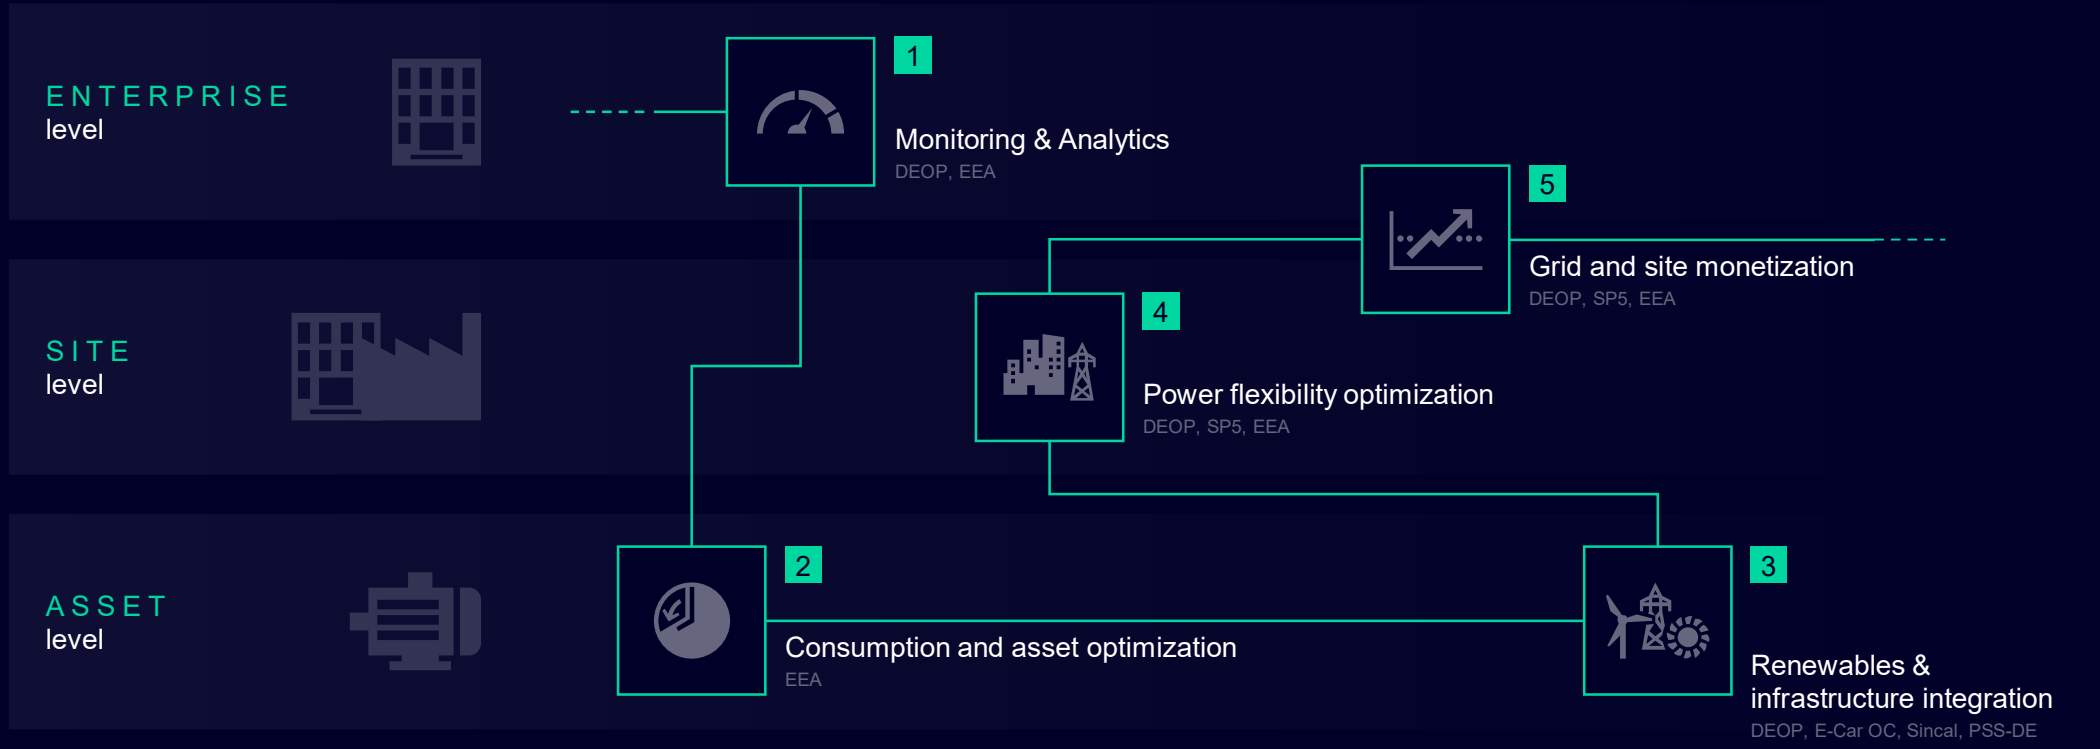 ENTERPRISE
level
1
Monitoring & Analytics
DEOP, EEA
5
Grid and site monetization
DEOP, SP5, EEA
SITE
level
4
Power flexibility optimization
DEOP, SP5, EEA
ASSET
level
2
Consumption and asset optimization
EEA
3
Renewables &
infrastructure integration
DEOP, E-Car OC, Sincal, PSS-DE